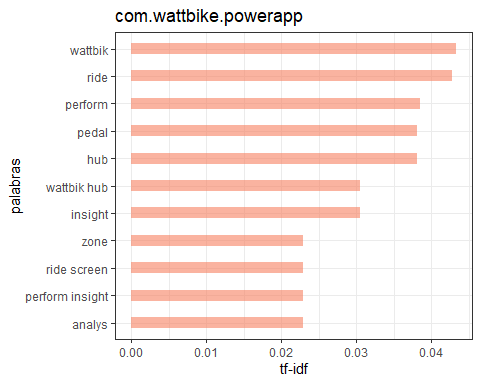 com.wattbike.powerapp
wattbik
ride
perform
pedal
hub
wattbik hub
insight
zone
ride screen
perform insight
analys
palabras
0.00 0.01 0.02 0.03 0.04
tf-idf